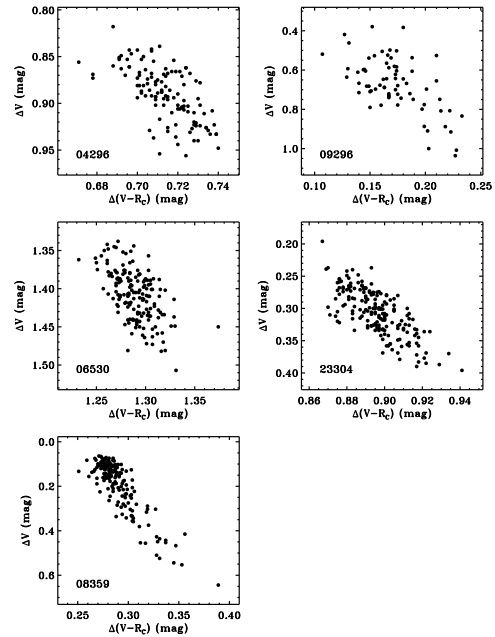 0.80
0.85
0.90
0.95
ΔV (mag)
04296
0.68 0.70 0.72 0.74
Δ(V−R_C) (mag)
0.4
0.6
0.8
1.0
ΔV (mag)
09296
0.10 0.15 0.20 0.25
Δ(V−R_C) (mag)
1.35
1.40
1.45
1.50
ΔV (mag)
06530
1.25 1.30 1.35
Δ(V−R_C) (mag)
0.20
0.25
0.30
0.35
0.40
ΔV (mag)
23304
0.86 0.88 0.90 0.92 0.94
Δ(V−R_C) (mag)
0.0
0.2
0.4
0.6
ΔV (mag)
08359
0.25 0.30 0.35 0.40
Δ(V−R_C) (mag)